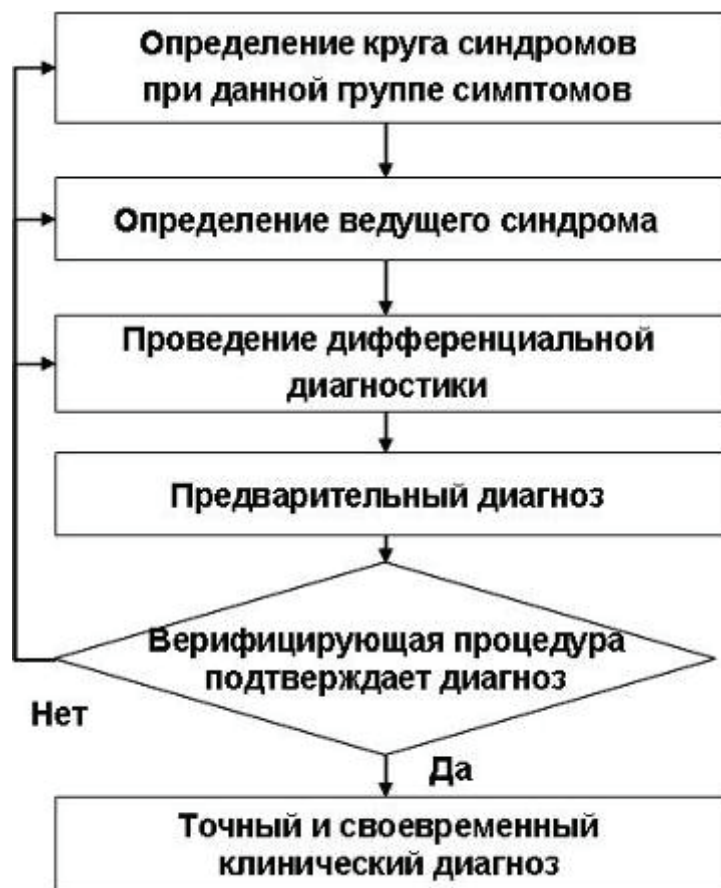 Определение круга синдромов
при данной группе симптомов
Определение ведущего синдрома
Проведение дифференциальной
диагностики
Предварительный диагноз
Верифицирующая процедура
подтверждает диагноз
Нет
Да
Точный и своевременный
клинический диагноз